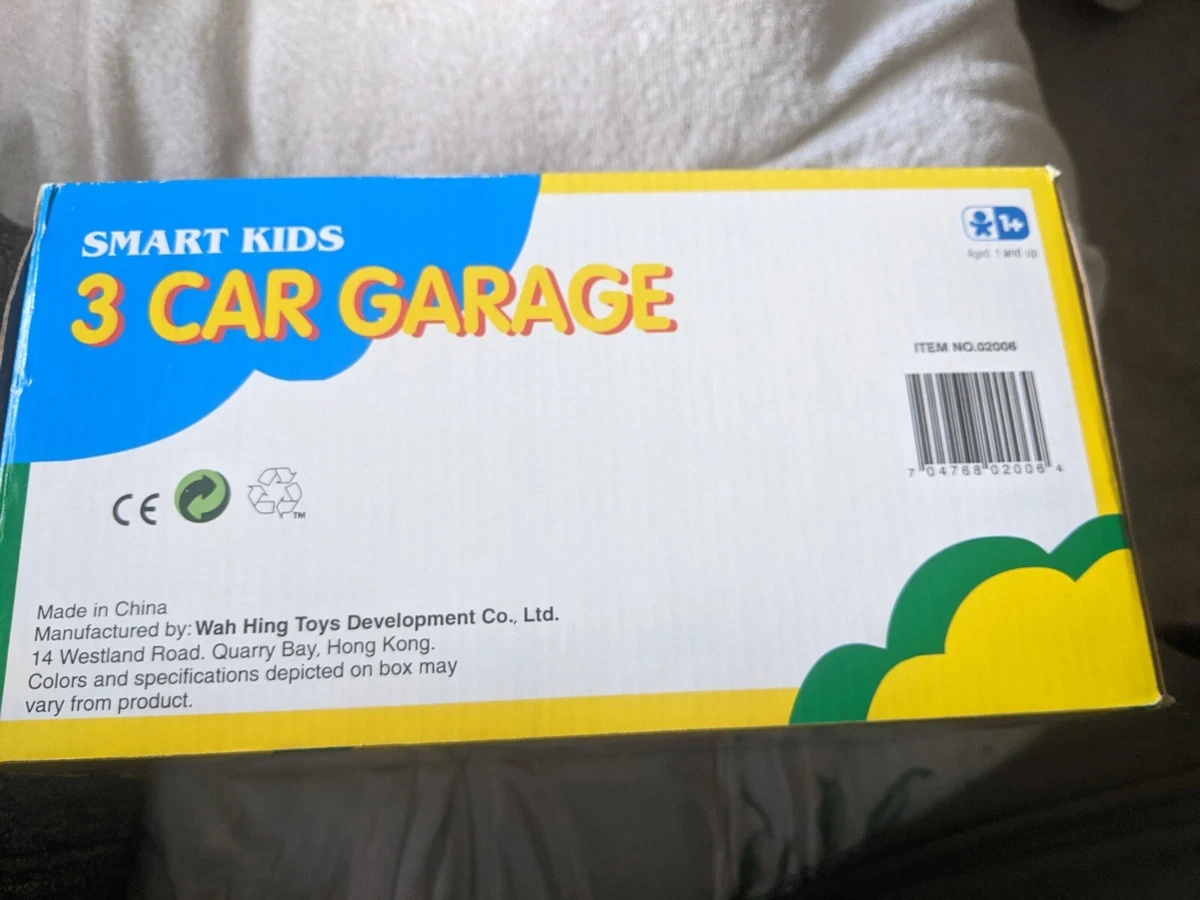 SMART KIDS
3 CAR GARAGE
1+
Aged 1 and up
ITEM NO.02006
7 04768 02006 4
CE
TM
Made in China
Manufactured by: Wah Hing Toys Development Co., Ltd.
14 Westland Road. Quarry Bay, Hong Kong.
Colors and specifications depicted on box may
vary from product.